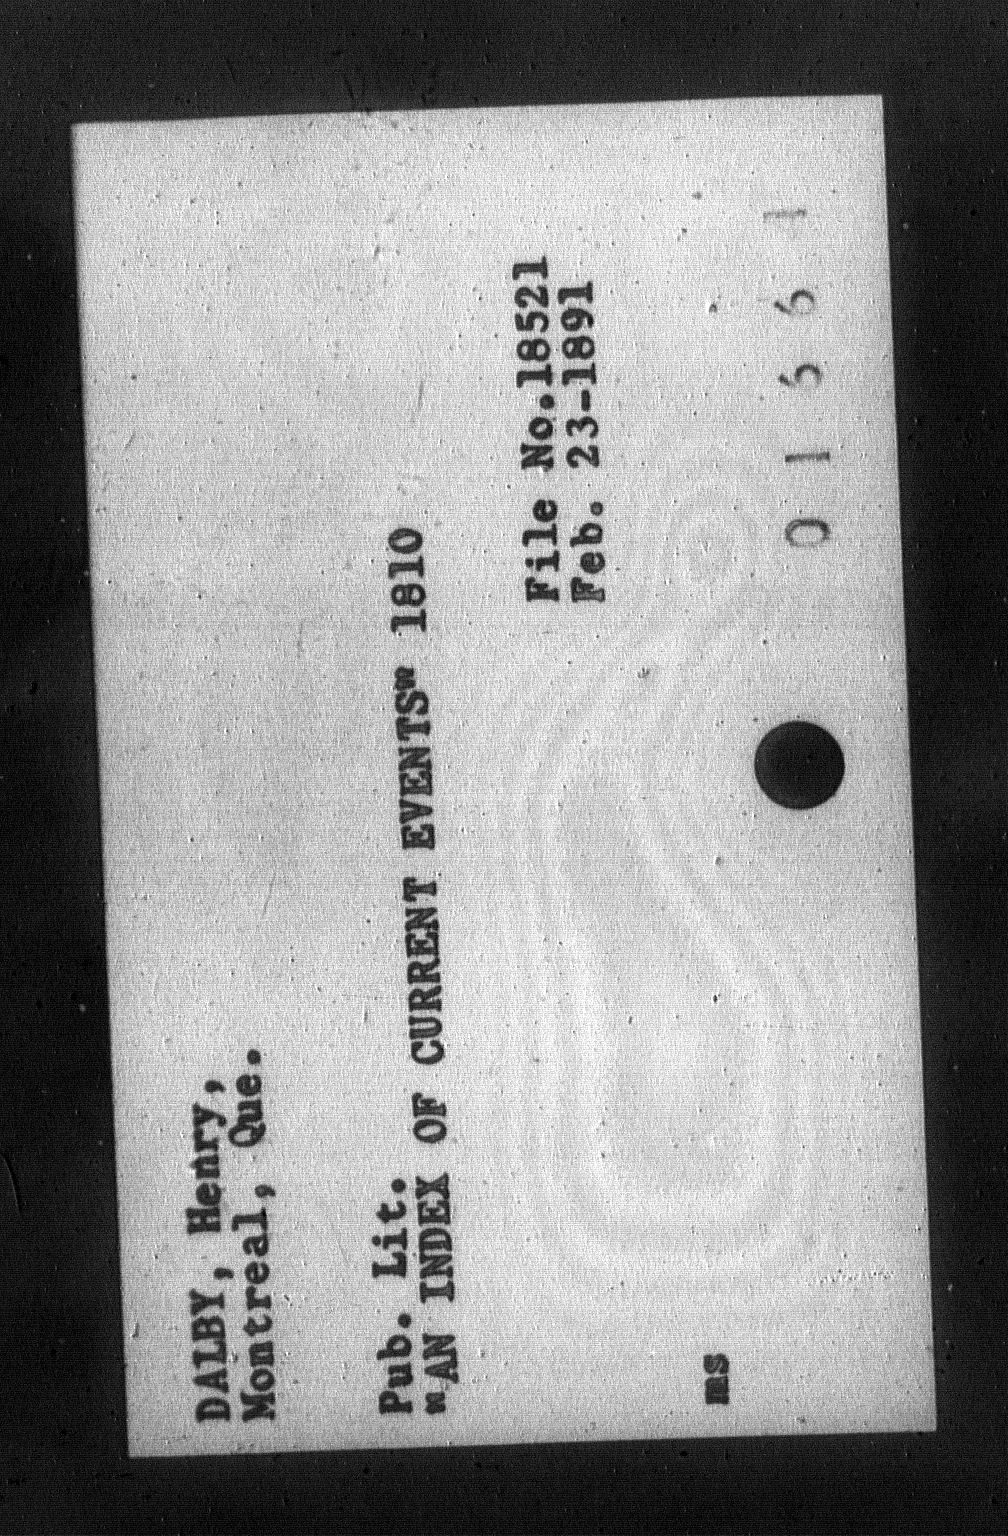 DALBY, Henry,
Montreal, Que.
Pub. Lit.
"AN INDEX OF CURRENT EVENTS" 1810
File No.18521
Feb. 23-1891
ms